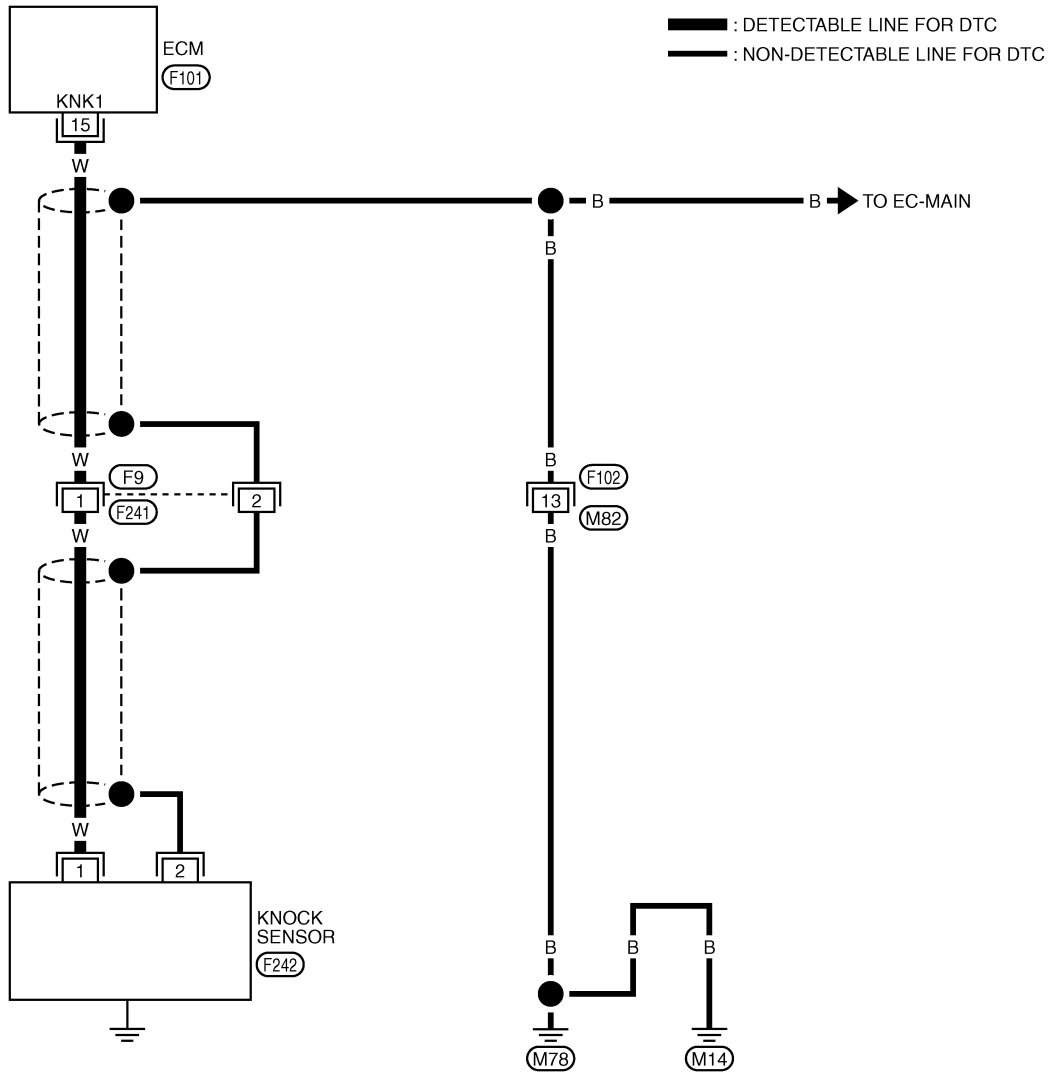 : DETECTABLE LINE FOR DTC
: NON-DETECTABLE LINE FOR DTC
ECM
F101
KNK1
15
W
B
B
TO EC-MAIN
B
W
B
F9
F102
1
2
13
F241
M82
W
B
W
1
2
KNOCK
SENSOR
F242
B
B
B
M78
M14